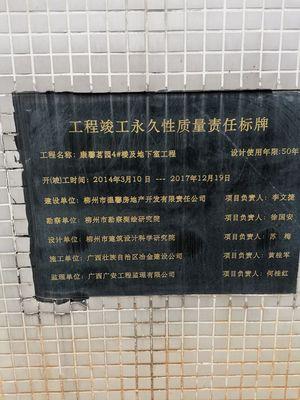 工程竣工永久性质量责任标牌
工程名称：康馨茗园4#楼及地下室工程 设计使用年限：50年
开(竣)工时间：2014年3月10日 --- 2017年12月19日
建设单位：柳州市温馨房地产开发有限责任公司 项目负责人：李文捷
勘察单位：柳州市勘察测绘研究院 项目负责人：徐国安
设计单位：柳州市建筑设计科学研究院 项目负责人：苏梅
施工单位：广西壮族自治区冶金建设公司 项目负责人：黄桂军
监理单位：广西广安工程监理有限公司 项目负责人：何桂虹